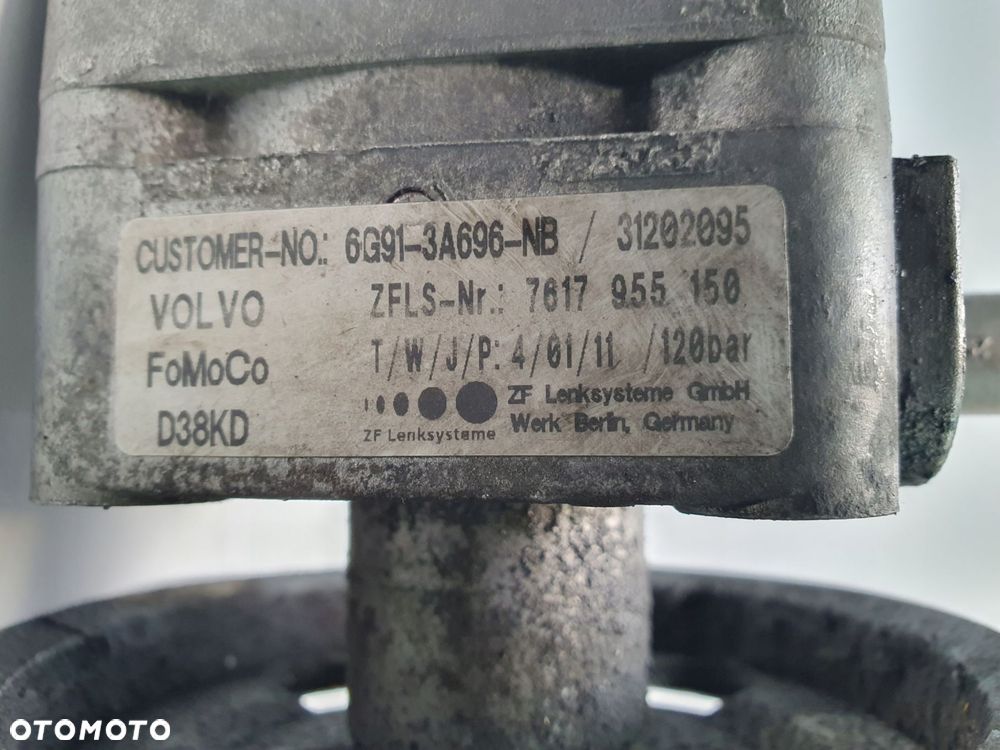 CUSTOMER-NO.: 6G91-3A696-NB / 31202095
VOLVO ZFLS-Nr.: 7617 955 150
FoMoCo T/W/J/P: 4/01/11 /120bar
D38KD ZF Lenksysteme ZF Lenksysteme GmbH
Werk Berlin, Germany
OTOMOTO